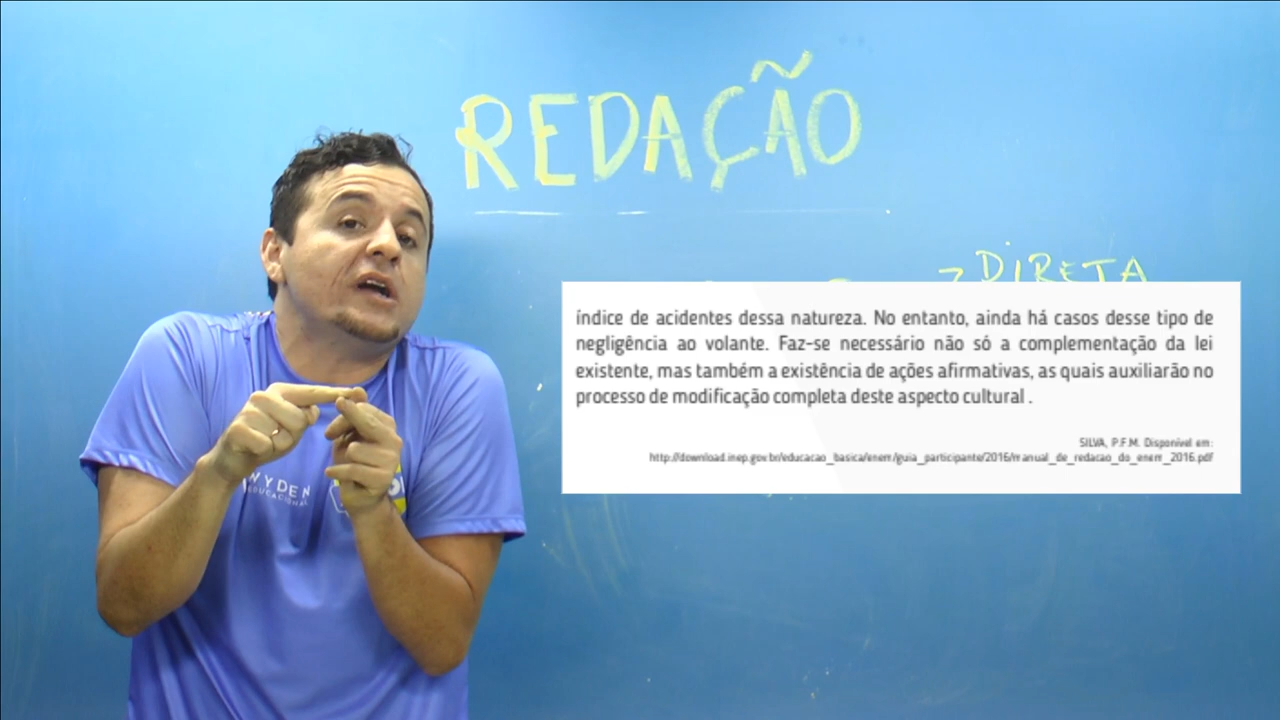 REDAÇÃO
DIRETA
índice de acidentes dessa natureza. No entanto, ainda há casos desse tipo de
negligência ao volante. Faz-se necessário não só a complementação da lei
existente, mas também a existência de ações afirmativas, as quais auxiliarão no
processo de modificação completa deste aspecto cultural .
SILVA, P.F.M. Disponível em:
http://download.inep.gov.br/educacao_basica/enem/guia_participante/2016/manual_de_redacao_do_enem_2016.pdf
WYDEN
EDUCACIONAL